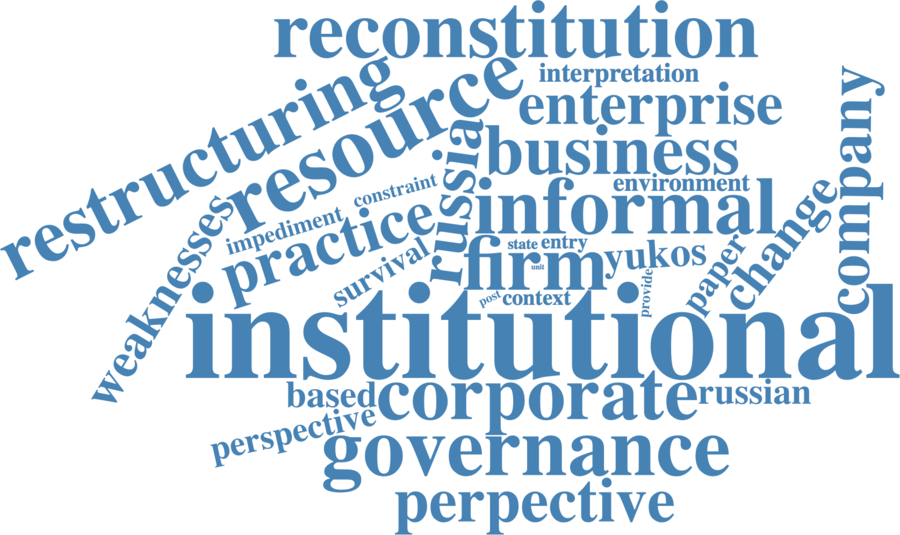 reconstitution
interpretation
restructuring
resource
enterprise
company
russia
business
constraint
environment
informal
change
weaknesses
impediment
practice
survival
state
entry
firm
yukos
paper
unit
provide
post
context
institutional
based
corporate
russian
perspective
governance
perpective